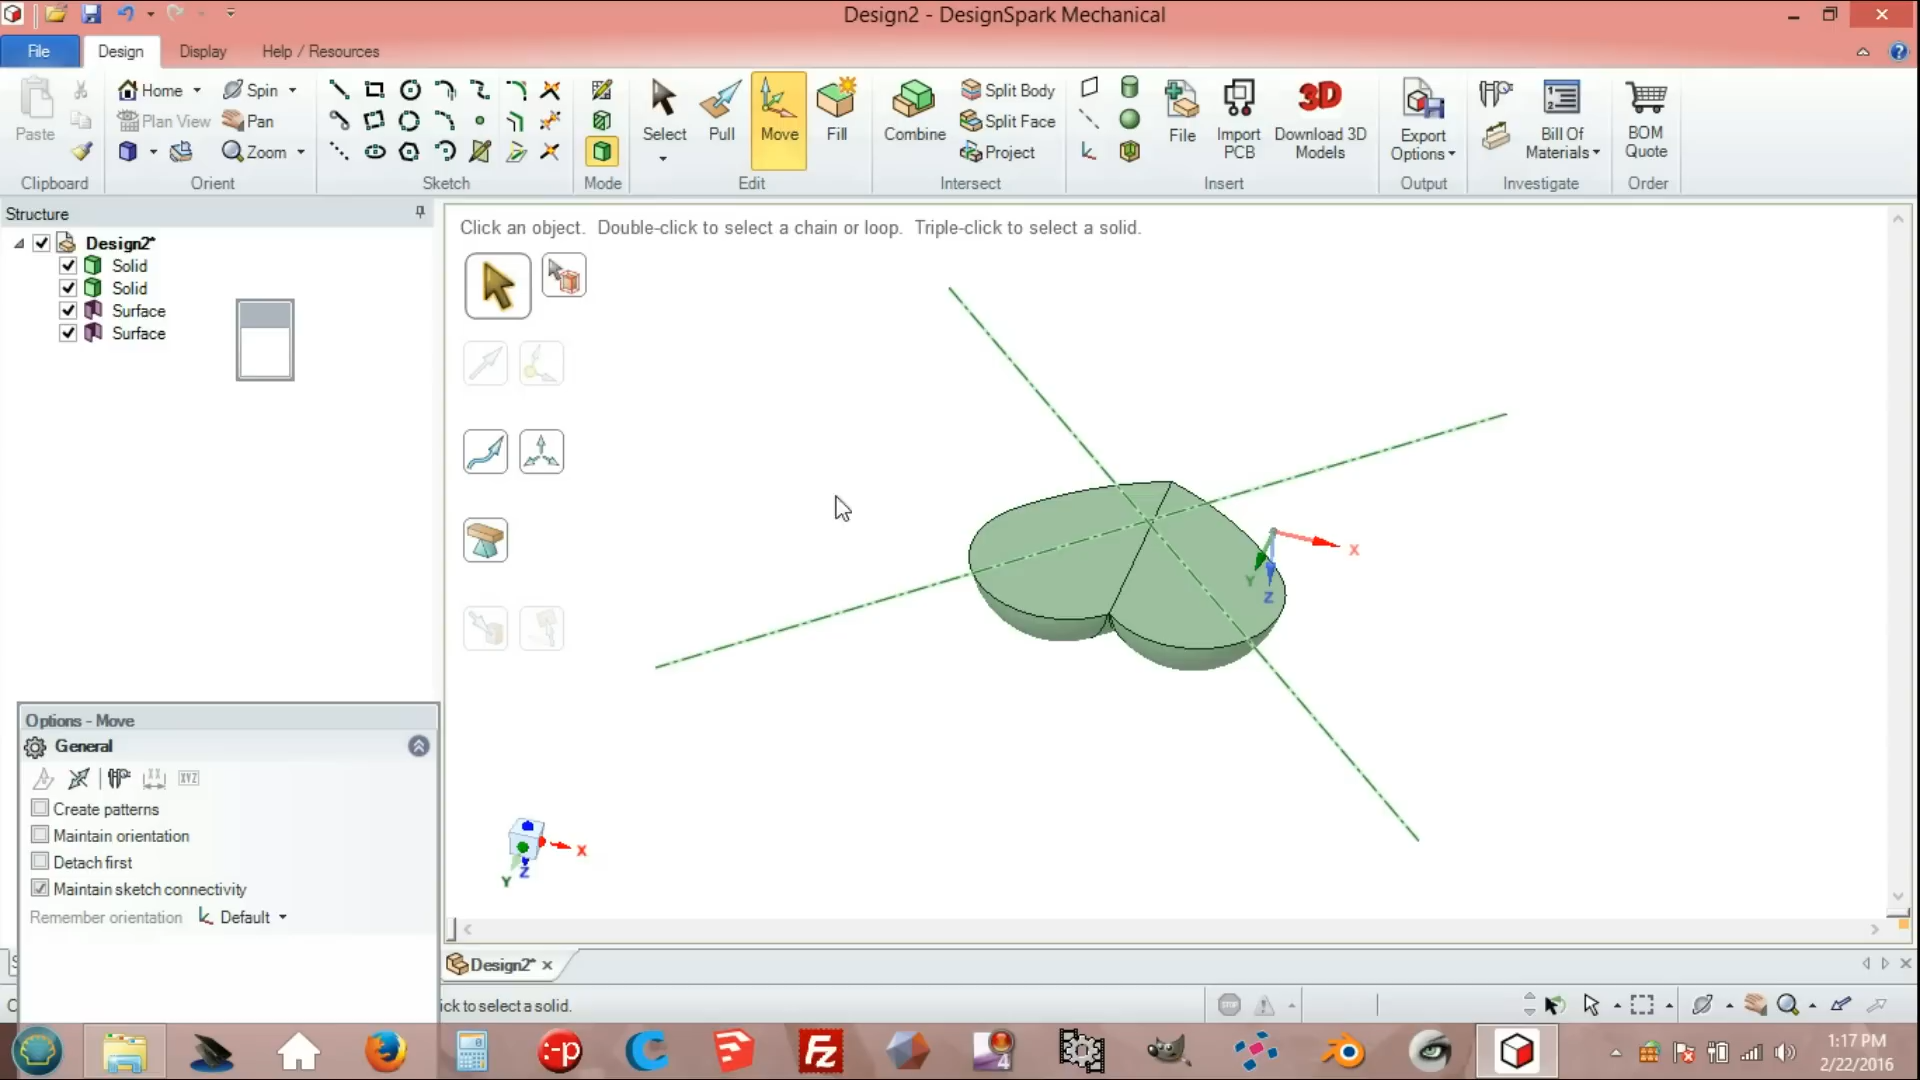 Design2 - DesignSpark Mechanical
File
Design
Display
Help / Resources
Paste
Home
Plan View
Spin
Pan
Zoom
Select
Pull
Move
Fill
Combine
Split Body
Split Face
Project
File
Import PCB
Download 3D Models
Export Options
Bill Of Materials
BOM Quote
Clipboard
Orient
Sketch
Mode
Edit
Intersect
Insert
Output
Investigate
Order
Structure
Design2*
Solid
Solid
Surface
Surface
Click an object. Double-click to select a chain or loop. Triple-click to select a solid.
X
Y
Z
X
Y
Z
Options - Move
General
XYZ
Create patterns
Maintain orientation
Detach first
Maintain sketch connectivity
Remember orientation
Default
Design2*
ick to select a solid.
1:17 PM
2/22/2016